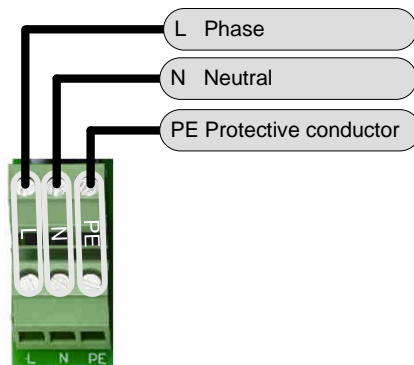 L Phase
N Neutral
PE Protective conductor
L N PE
L N PE